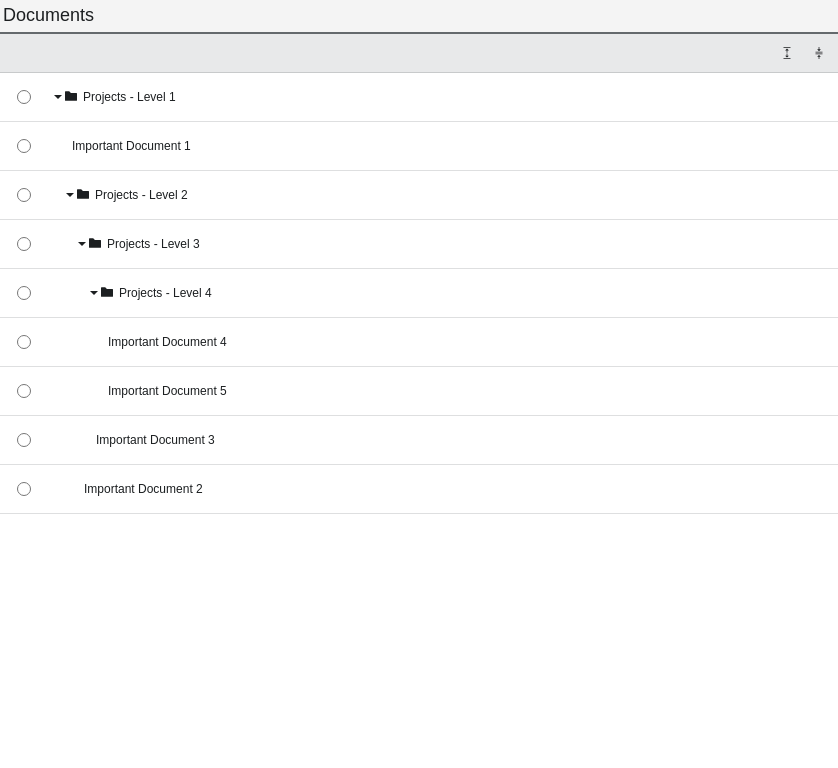 Documents
Projects - Level 1
Important Document 1
Projects - Level 2
Projects - Level 3
Projects - Level 4
Important Document 4
Important Document 5
Important Document 3
Important Document 2